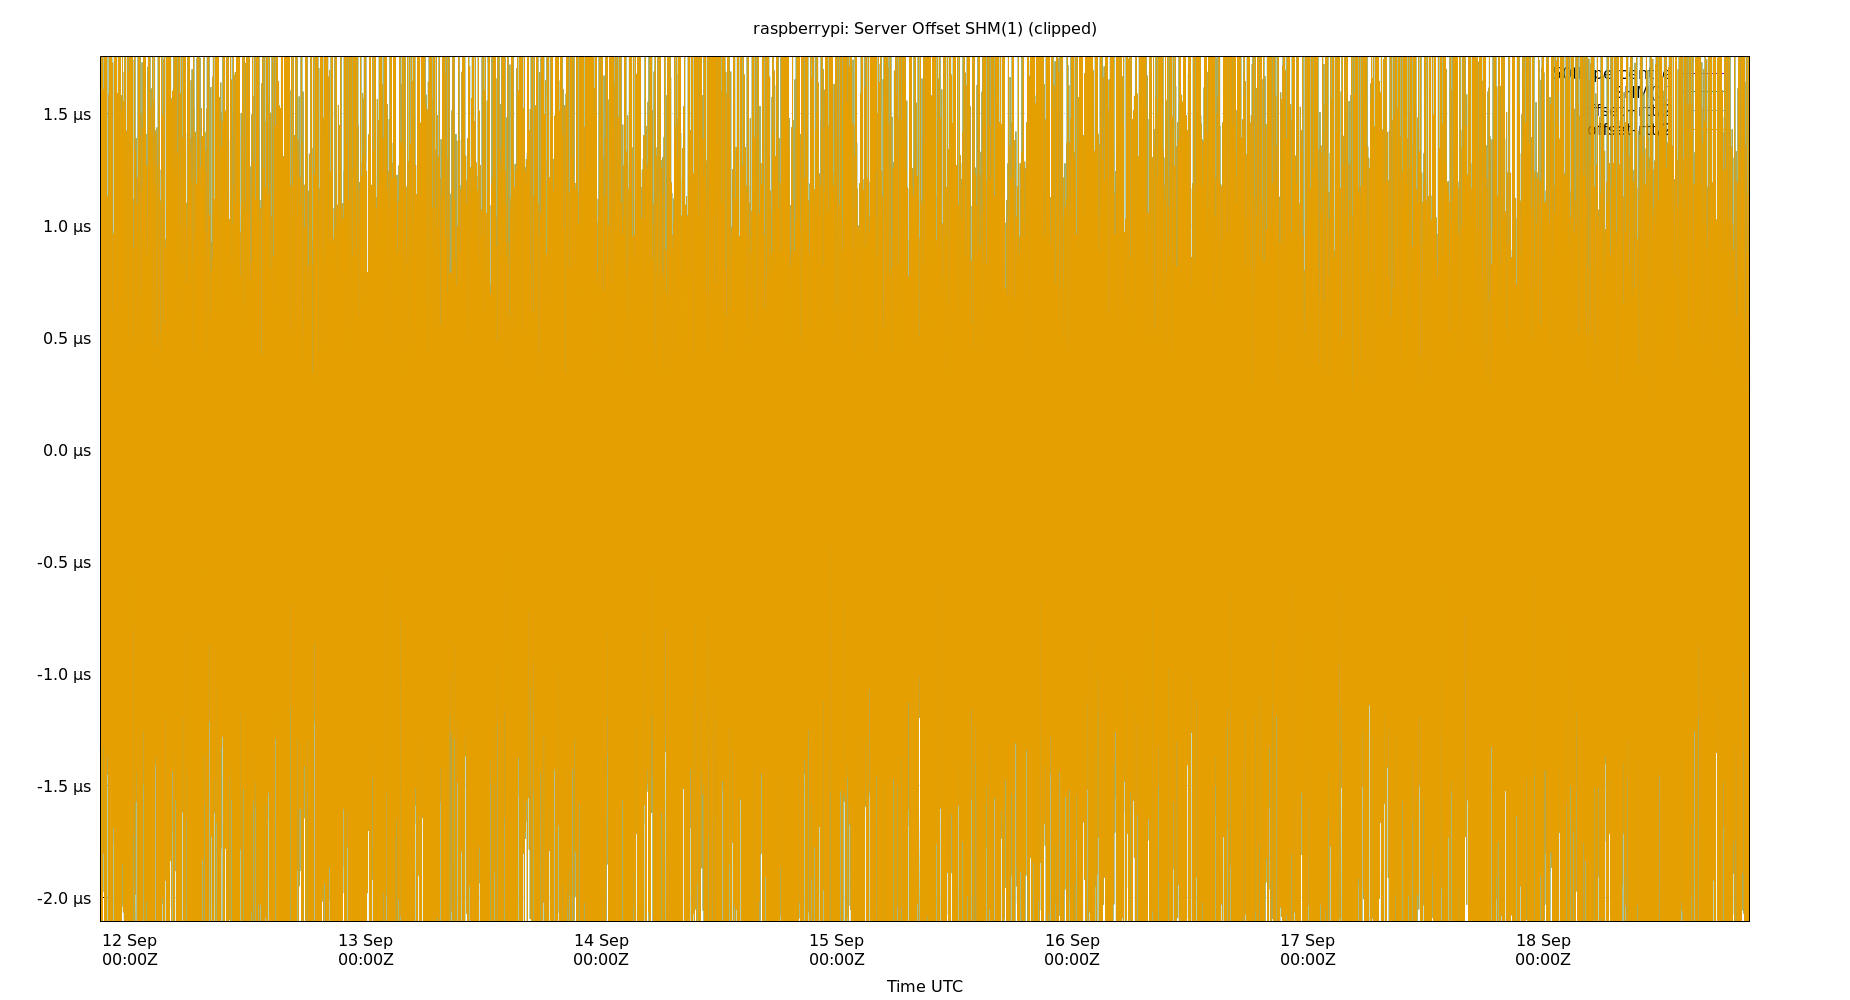 raspberrypi: Server Offset SHM(1) (clipped)
1.5 µs
1.0 µs
0.5 µs
0.0 µs
-0.5 µs
-1.0 µs
-1.5 µs
-2.0 µs
12 Sep
00:00Z
13 Sep
00:00Z
14 Sep
00:00Z
15 Sep
00:00Z
16 Sep
00:00Z
17 Sep
00:00Z
18 Sep
00:00Z
Time UTC